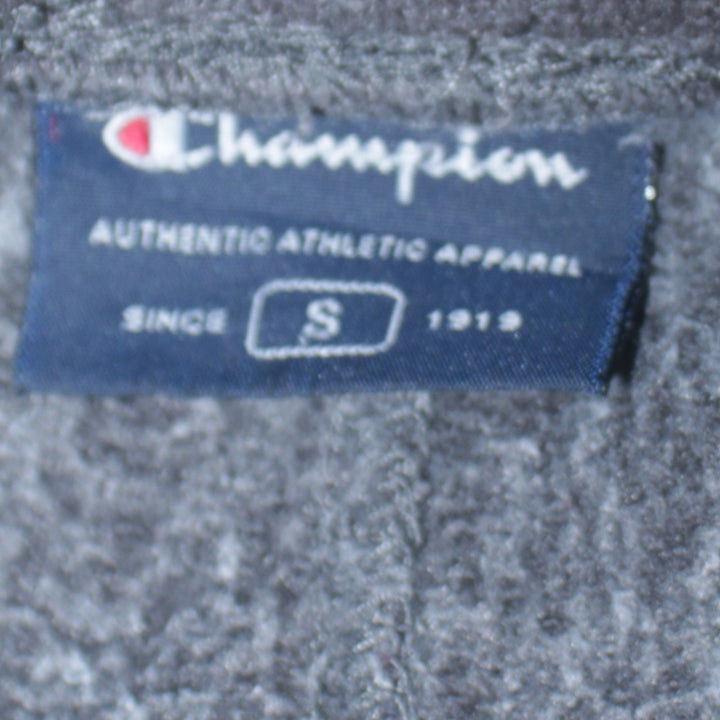 Champion
AUTHENTIC ATHLETIC APPAREL
SINCE S 1919